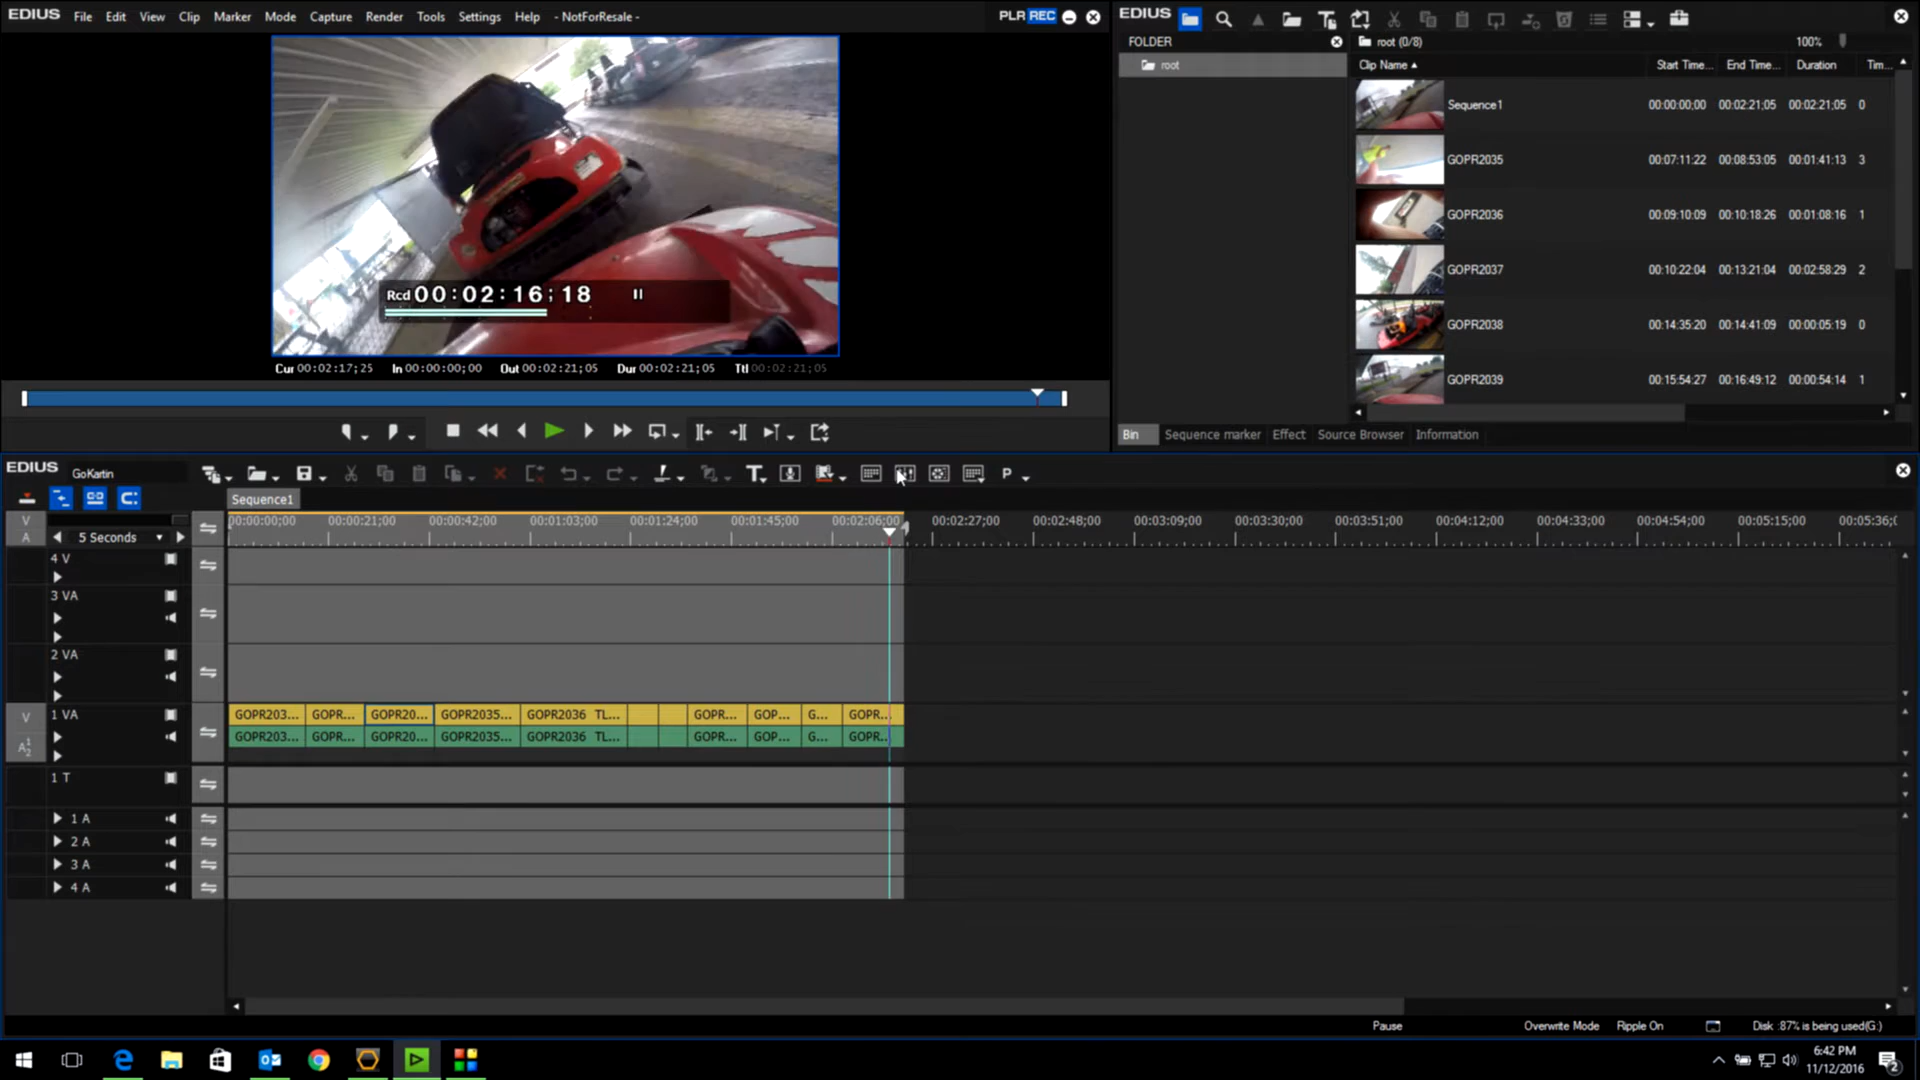 EDIUS File Edit View Clip Marker Mode Capture Render Tools Settings Help - NotForResale - PLR REC
Rcd 00:02:16;18
Cur 00:02:17;25 In 00:00:00;00 Out 00:02:21;05 Dur 00:02:21;05 Ttl 00:02:21;05
EDIUS
FOLDER
root (0/8)
100%
root
Clip Name Start Time... End Time... Duration Tim...
Sequence1 00:00:00;00 00:02:21;05 00:02:21;05 0
GOPR2035 00:07:11;22 00:08:53;05 00:01:41;13 3
GOPR2036 00:09:10;09 00:10:18;26 00:01:08;16 1
GOPR2037 00:10:22;04 00:13:21;04 00:02:58;29 2
GOPR2038 00:14:35;20 00:14:41;09 00:00:05;19 0
GOPR2039 00:15:54;27 00:16:49;12 00:00:54;14 1
Bin Sequence marker Effect Source Browser Information
EDIUS GoKartin
P
Sequence1
V
A
5 Seconds
00:00:00;00 00:00:21;00 00:00:42;00 00:01:03;00 00:01:24;00 00:01:45;00 00:02:06;00 00:02:27;00 00:02:48;00 00:03:09;00 00:03:30;00 00:03:51;00 00:04:12;00 00:04:33;00 00:04:54;00 00:05:15;00 00:05:36;
4 V
3 VA
2 VA
V 1 VA
GOPR203... GOPR... GOPR20... GOPR2035... GOPR2036 TL... GOPR... GOP... G... GOPR...
A 1 2
GOPR203... GOPR... GOPR20... GOPR2035... GOPR2036 TL... GOPR... GOP... G... GOPR...
1 T
1 A
2 A
3 A
4 A
Pause Overwrite Mode Ripple On Disk :87% is being used(G:)
6:42 PM
11/12/2016
2